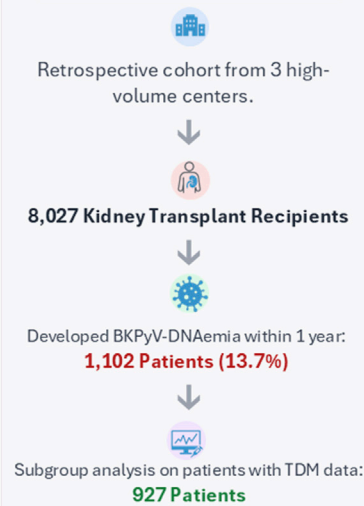 Retrospective cohort from 3 high-
volume centers.
8,027 Kidney Transplant Recipients
Developed BKPyV-DNAemia within 1 year:
1,102 Patients (13.7%)
Subgroup analysis on patients with TDM data:
927 Patients